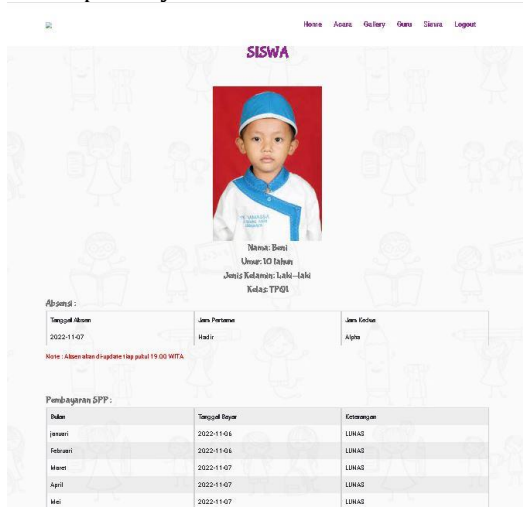 Home Acara Gallery Guru Siswa Logout
SISWA
Nama: Beni
Umur: 10 tahun
Jenis Kelamin: Laki-laki
Kelas: TPQ1
Absensi :
Tanggal Absen Jam Pertama Jam Kedua
2022-11-07 Hadir Alpha
Note : Absen akan di-update tiap pukul 19.00 WITA
Pembayaran SPP :
Bulan Tanggal Bayar Keterangan
januari 2022-11-06 LUNAS
Februari 2022-11-06 LUNAS
Maret 2022-11-07 LUNAS
April 2022-11-07 LUNAS
Mei 2022-11-07 LUNAS